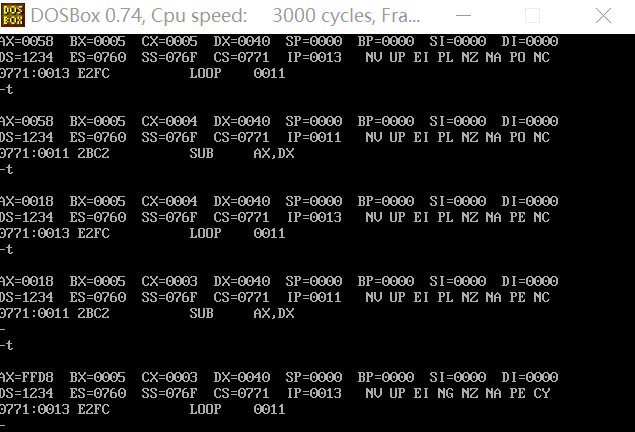 DOS
BOX
DOSBox 0.74, Cpu speed: 3000 cycles, Fra...
AX=0058 BX=0005 CX=0005 DX=0040 SP=0000 BP=0000 SI=0000 DI=0000
DS=1234 ES=0760 SS=076F CS=0771 IP=0013 NV UP EI PL NZ NA PO NC
0771:0013 E2FC LOOP 0011
-t
AX=0058 BX=0005 CX=0004 DX=0040 SP=0000 BP=0000 SI=0000 DI=0000
DS=1234 ES=0760 SS=076F CS=0771 IP=0011 NV UP EI PL NZ NA PO NC
0771:0011 2BC2 SUB AX,DX
-t
AX=0018 BX=0005 CX=0004 DX=0040 SP=0000 BP=0000 SI=0000 DI=0000
DS=1234 ES=0760 SS=076F CS=0771 IP=0013 NV UP EI PL NZ NA PE NC
0771:0013 E2FC LOOP 0011
-t
AX=0018 BX=0005 CX=0003 DX=0040 SP=0000 BP=0000 SI=0000 DI=0000
DS=1234 ES=0760 SS=076F CS=0771 IP=0011 NV UP EI PL NZ NA PE NC
0771:0011 2BC2 SUB AX,DX
-
-t
AX=FFD8 BX=0005 CX=0003 DX=0040 SP=0000 BP=0000 SI=0000 DI=0000
DS=1234 ES=0760 SS=076F CS=0771 IP=0013 NV UP EI NG NZ NA PE CY
0771:0013 E2FC LOOP 0011
-